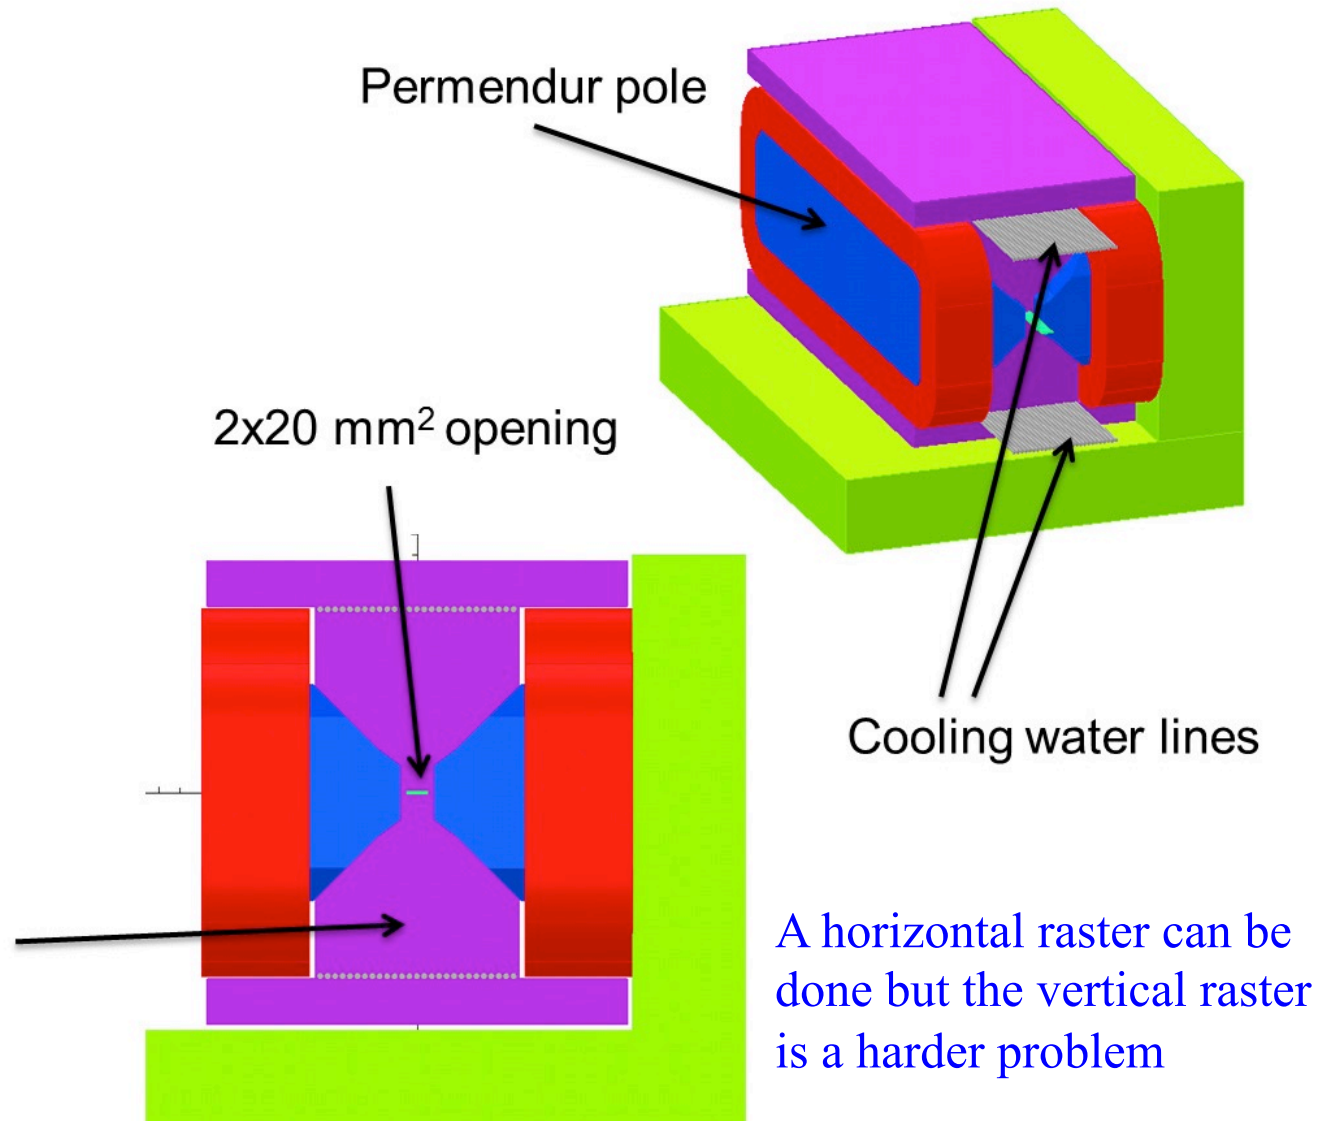 Permendur pole
2x20 mm² opening
Cooling water lines
A horizontal raster can be
done but the vertical raster
is a harder problem